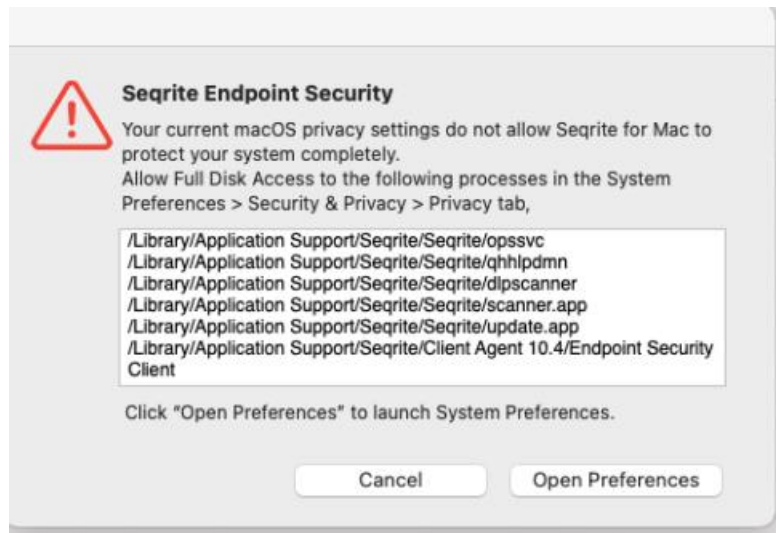 Seqrite Endpoint Security
Your current macOS privacy settings do not allow Seqrite for Mac to
protect your system completely.
Allow Full Disk Access to the following processes in the System
Preferences > Security & Privacy > Privacy tab,
/Library/Application Support/Seqrite/Seqrite/opssvc
/Library/Application Support/Seqrite/Seqrite/qhhlpdmn
/Library/Application Support/Seqrite/Seqrite/dlpscanner
/Library/Application Support/Seqrite/Seqrite/scanner.app
/Library/Application Support/Seqrite/Seqrite/update.app
/Library/Application Support/Seqrite/Client Agent 10.4/Endpoint Security
Client
Click "Open Preferences" to launch System Preferences.
Cancel
Open Preferences